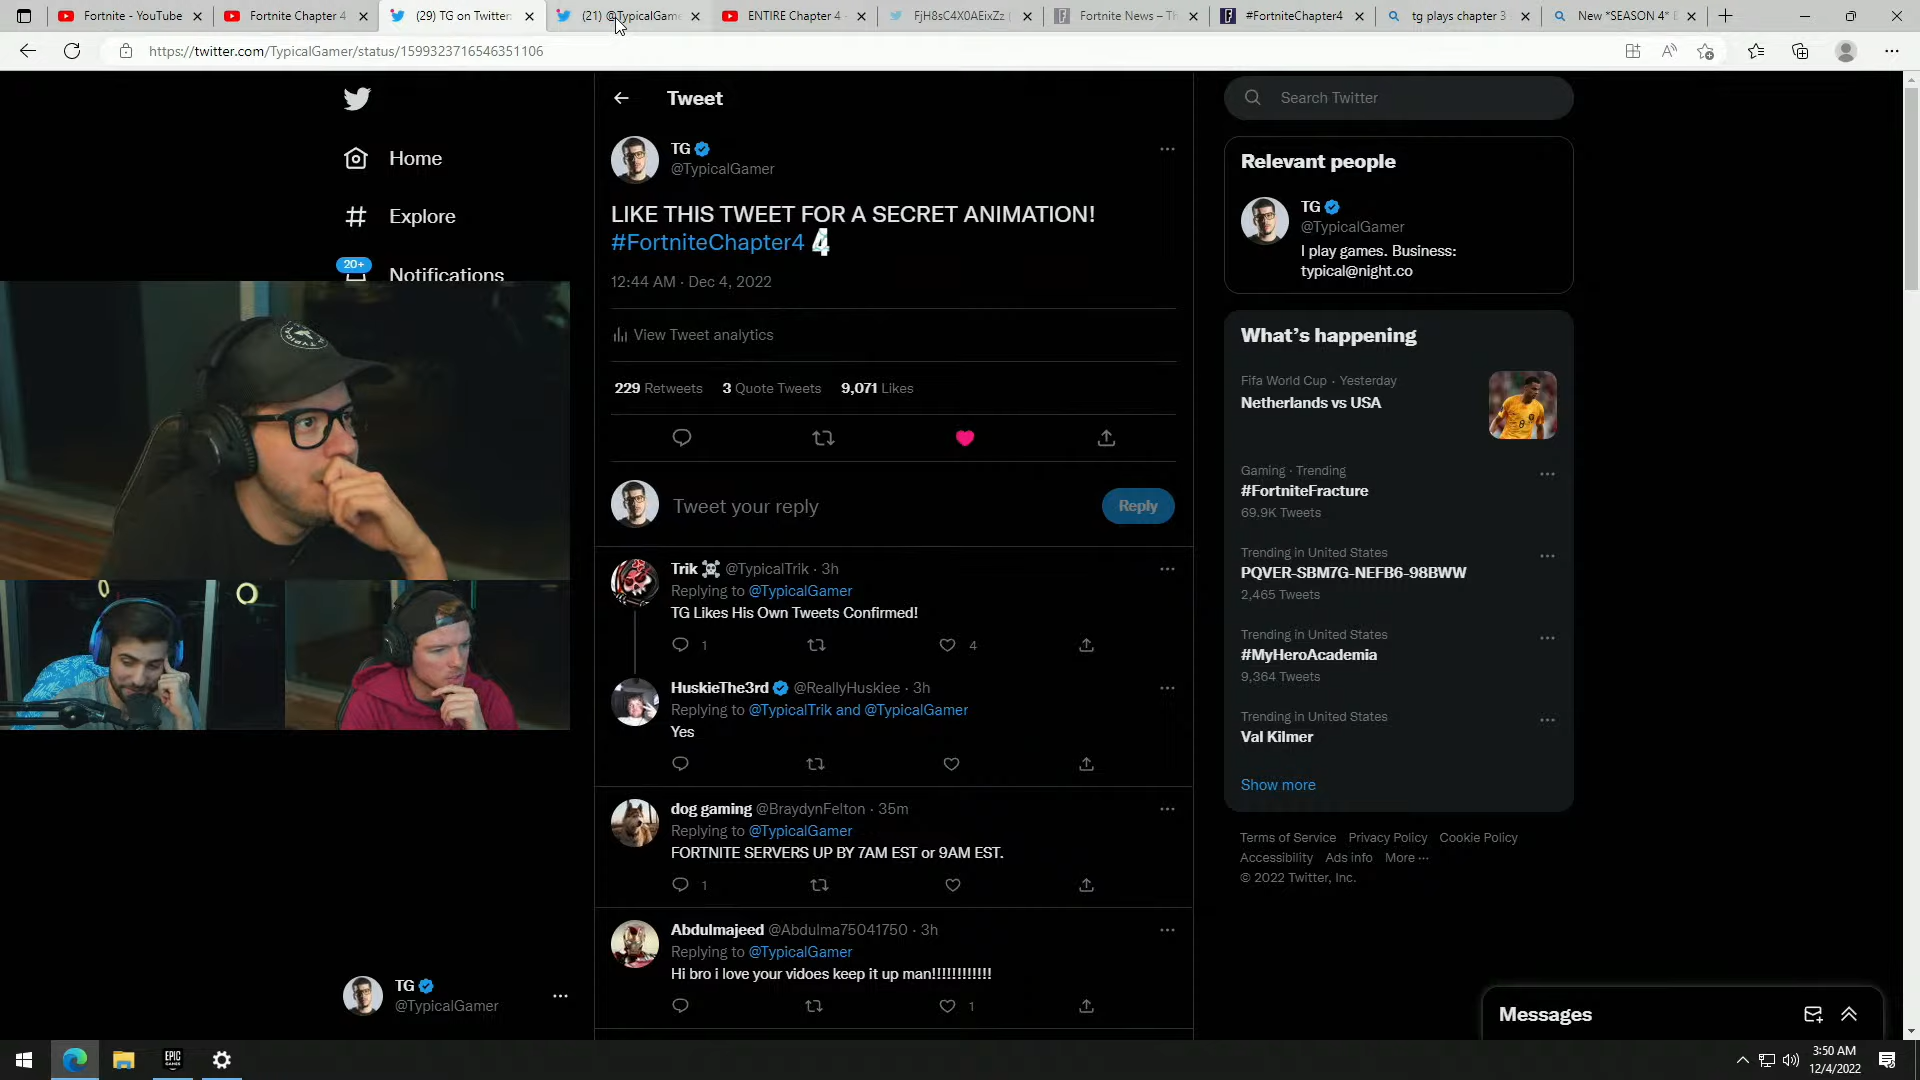 Fortnite - YouTube
Fortnite Chapter 4
(29) TG on Twitter
(21) @TypicalGame
ENTIRE Chapter 4 -
FjH8sC4X0AEixZz (
Fortnite News – Th
#FortniteChapter4
tg plays chapter 3
New *SEASON 4*
https://twitter.com/TypicalGamer/status/1599323716546351106
Home
Explore
20+
Notifications
TG
@TypicalGamer
Tweet
TG
@TypicalGamer
LIKE THIS TWEET FOR A SECRET ANIMATION!
#FortniteChapter4 4
12:44 AM · Dec 4, 2022
View Tweet analytics
229 Retweets 3 Quote Tweets 9,071 Likes
Tweet your reply
Reply
Trik ☠️ @TypicalTrik · 3h
Replying to @TypicalGamer
TG Likes His Own Tweets Confirmed!
1 4
HuskieThe3rd @ReallyHuskiee · 3h
Replying to @TypicalTrik and @TypicalGamer
Yes
dog gaming @BraydynFelton · 35m
Replying to @TypicalGamer
FORTNITE SERVERS UP BY 7AM EST or 9AM EST.
1
Abdulmajeed @Abdulma75041750 · 3h
Replying to @TypicalGamer
Hi bro i love your vidoes keep it up man!!!!!!!!!!!!
1
Search Twitter
Relevant people
TG
@TypicalGamer
I play games. Business:
typical@night.co
What's happening
Fifa World Cup · Yesterday
Netherlands vs USA
Gaming · Trending
#FortniteFracture
69.9K Tweets
Trending in United States
PQVER-SBM7G-NEFB6-98BWW
2,465 Tweets
Trending in United States
#MyHeroAcademia
9,364 Tweets
Trending in United States
Val Kilmer
Show more
Terms of Service Privacy Policy Cookie Policy
Accessibility Ads info More ···
© 2022 Twitter, Inc.
Messages
EPIC
GAMES
3:50 AM
12/4/2022